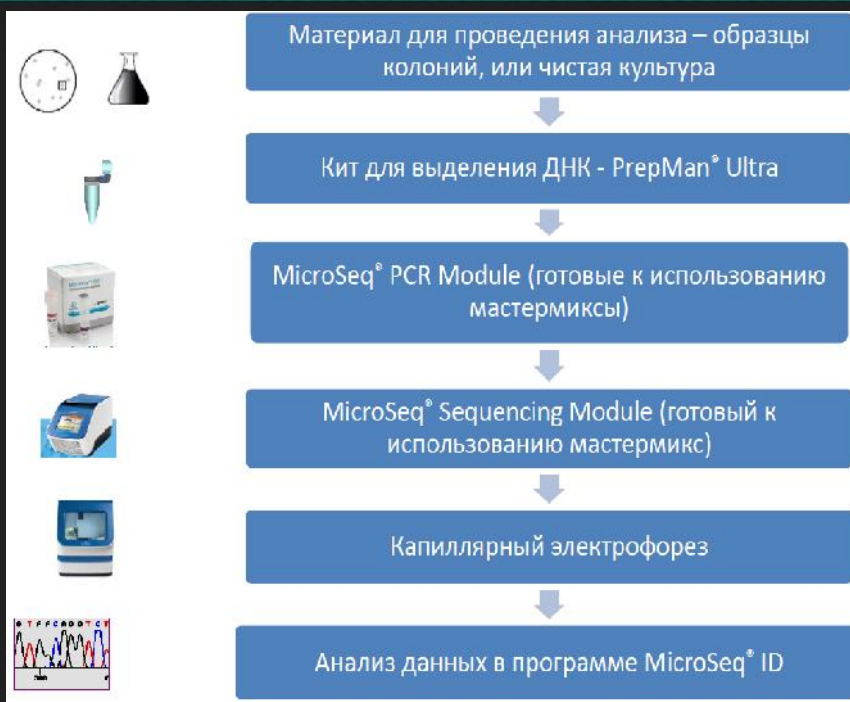 Материал для проведения анализа – образцы
колоний, или чистая культура
Кит для выделения ДНК - PrepMan® Ultra
MicroSeq® PCR Module (готовые к использованию
мастермиксы)
MicroSeq® Sequencing Module (готовый к
использованию мастермикс)
Капиллярный электрофорез
Анализ данных в программе MicroSeq® ID